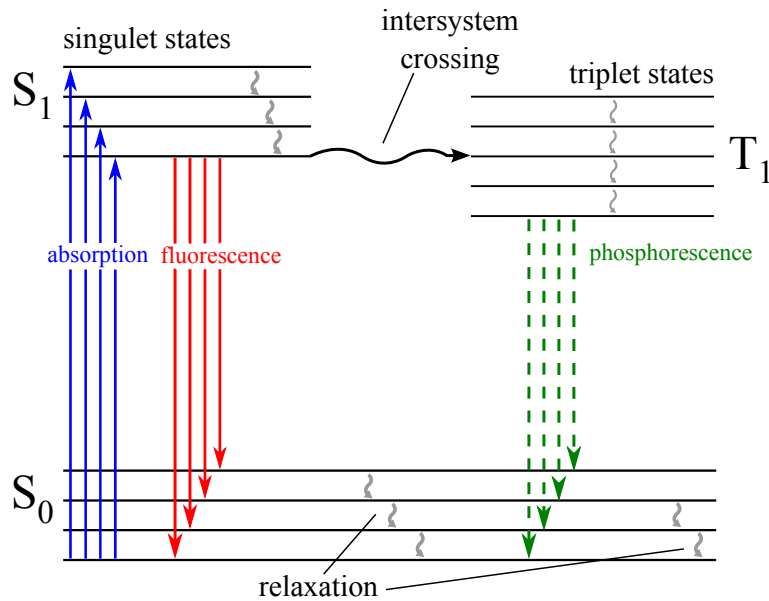 intersystem
crossing
singulet states
triplet states
S1
T1
absorption
fluorescence
phosphorescence
S0
relaxation